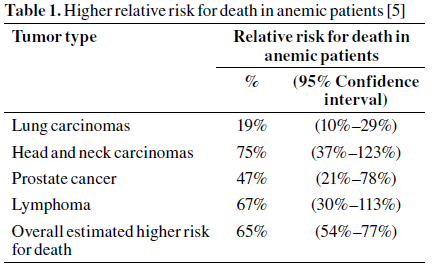 Table 1. Higher relative risk for death in anemic patients [5]
Tumor type Relative risk for death in
anemic patients
% (95% Confidence
interval)
Lung carcinomas 19% (10%–29%)
Head and neck carcinomas 75% (37%–123%)
Prostate cancer 47% (21%–78%)
Lymphoma 67% (30%–113%)
Overall estimated higher risk 65% (54%–77%)
for death